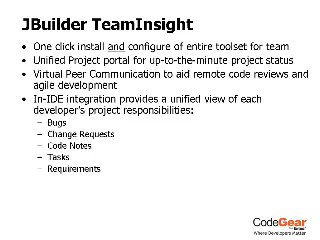 JBuilder TeamInsight
• One click install and configure of entire toolset for team
• Unified Project portal for up-to-the-minute project status
• Virtual Peer Communication to aid remote code reviews and
agile development
• In-IDE integration provides a unified view of each
developer's project responsibilities:
– Bugs
– Change Requests
– Code Notes
– Tasks
– Requirements
CodeGear
Where Developers Matter